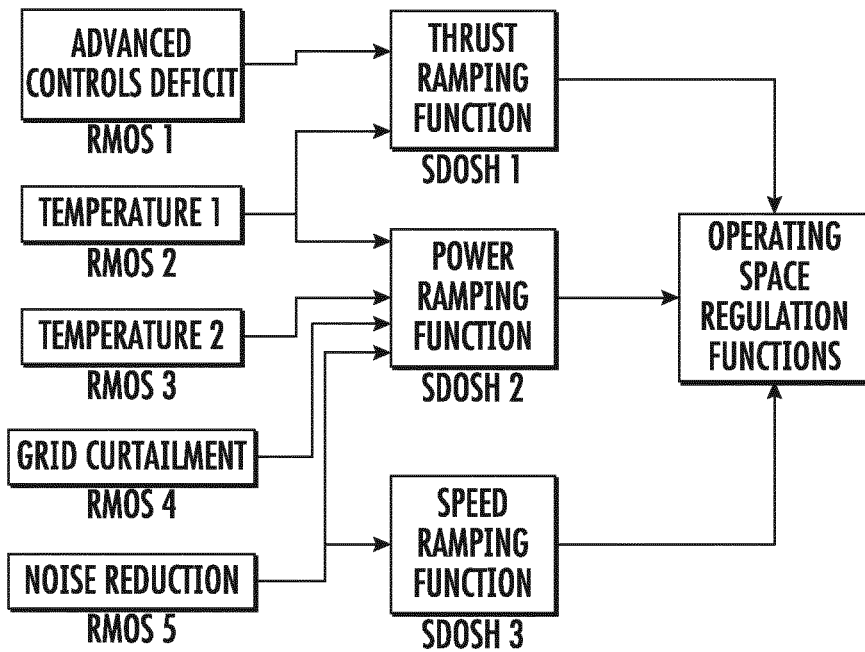 ADVANCED
CONTROLS DEFICIT
RMOS 1
TEMPERATURE 1
RMOS 2
TEMPERATURE 2
RMOS 3
GRID CURTAILMENT
RMOS 4
NOISE REDUCTION
RMOS 5
THRUST
RAMPING
FUNCTION
SDOSH 1
POWER
RAMPING
FUNCTION
SDOSH 2
SPEED
RAMPING
FUNCTION
SDOSH 3
OPERATING
SPACE
REGULATION
FUNCTIONS